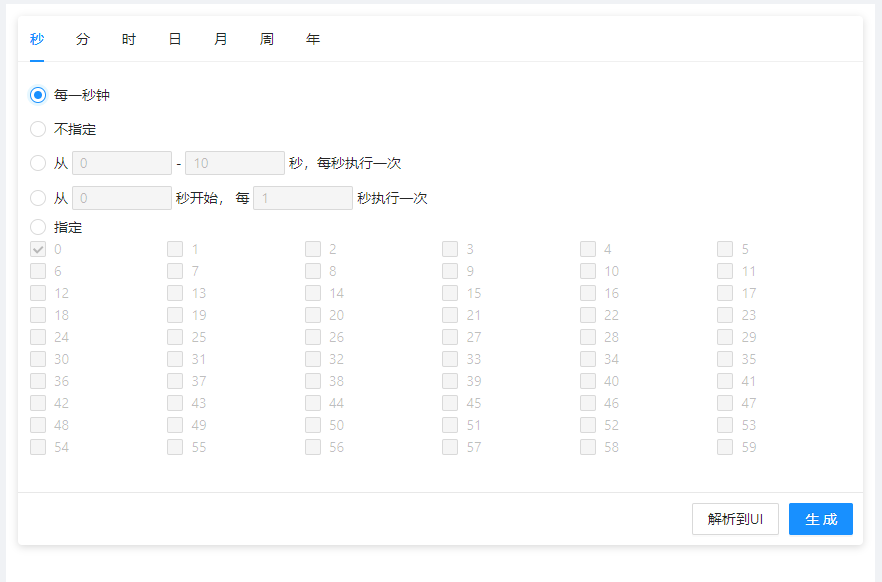 秒 分 时 日 月 周 年
每一秒钟
不指定
从 0 - 10 秒，每秒执行一次
从 0 秒开始， 每 1 秒执行一次
指定
0 1 2 3 4 5
6 7 8 9 10 11
12 13 14 15 16 17
18 19 20 21 22 23
24 25 26 27 28 29
30 31 32 33 34 35
36 37 38 39 40 41
42 43 44 45 46 47
48 49 50 51 52 53
54 55 56 57 58 59
解析到UI 生成